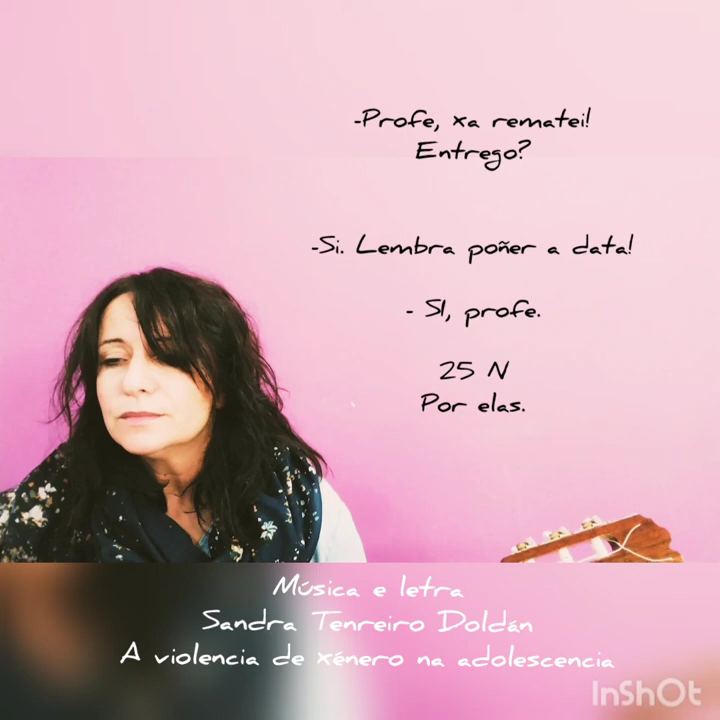 -Profe, xa rematei!
Entrego?
-Si. Lembra poñer a data!
- SI, profe.
25 N
Por elas.
Música e letra
Sandra Tenreiro Doldán
A violencia de xénero na adolescencia
InShOt